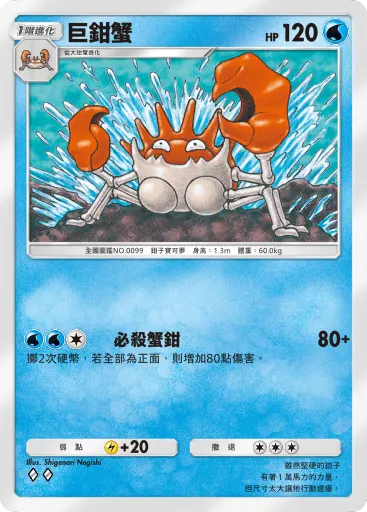 1階進化
巨鉗蟹
HP 120
從大鉗蟹進化
全國圖鑑NO.0099 鉗子寶可夢 身高：1.3m 體重：60.0kg
必殺蟹鉗 80+
擲2次硬幣，若全部為正面，則增加80點傷害。
弱點 +20 撤退
Illus. Shigenori Negishi
雖然堅硬的鉗子
有著1萬馬力的力量，
但尺寸太大讓牠行動遲緩。